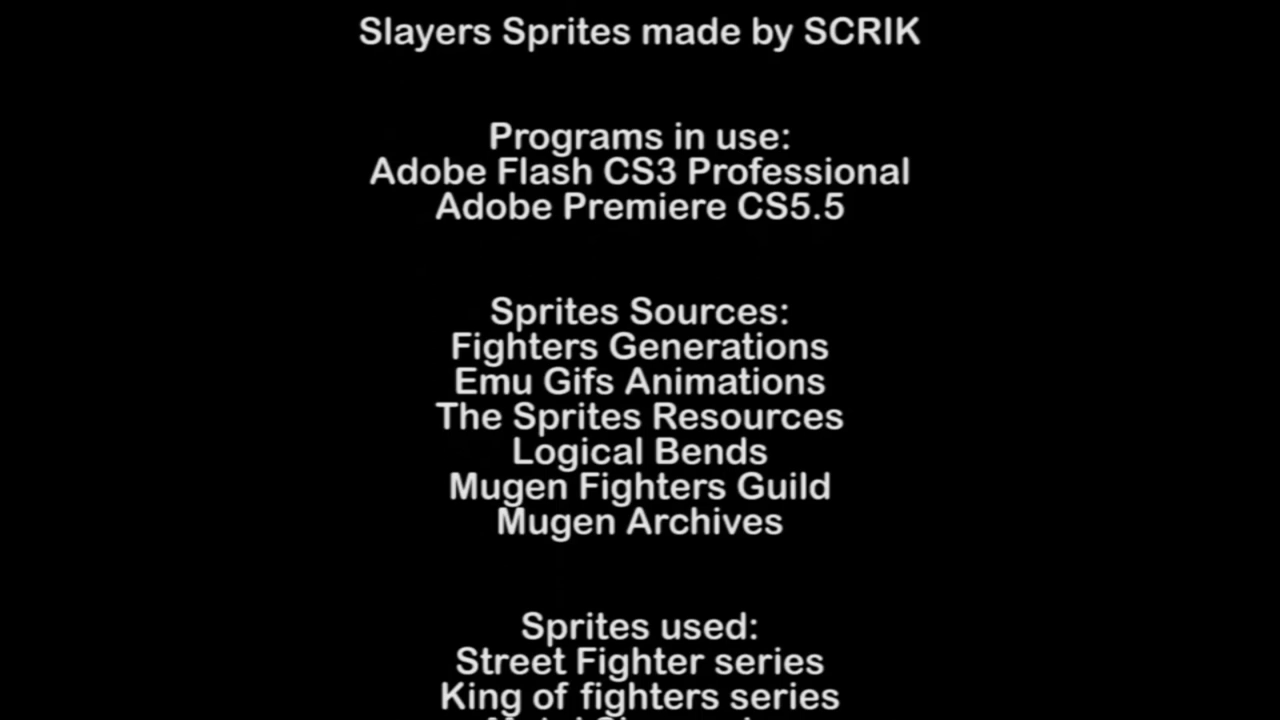 Slayers Sprites made by SCRIK
Programs in use:
Adobe Flash CS3 Professional
Adobe Premiere CS5.5
Sprites Sources:
Fighters Generations
Emu Gifs Animations
The Sprites Resources
Logical Bends
Mugen Fighters Guild
Mugen Archives
Sprites used:
Street Fighter series
King of fighters series